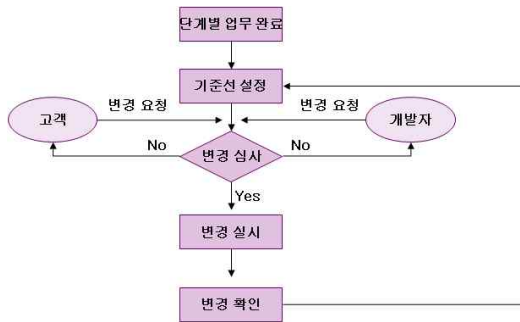 단계별 업무 완료
기준선 설정
변경 요청
변경 요청
고객
개발자
No
변경 심사
No
Yes
변경 실시
변경 확인